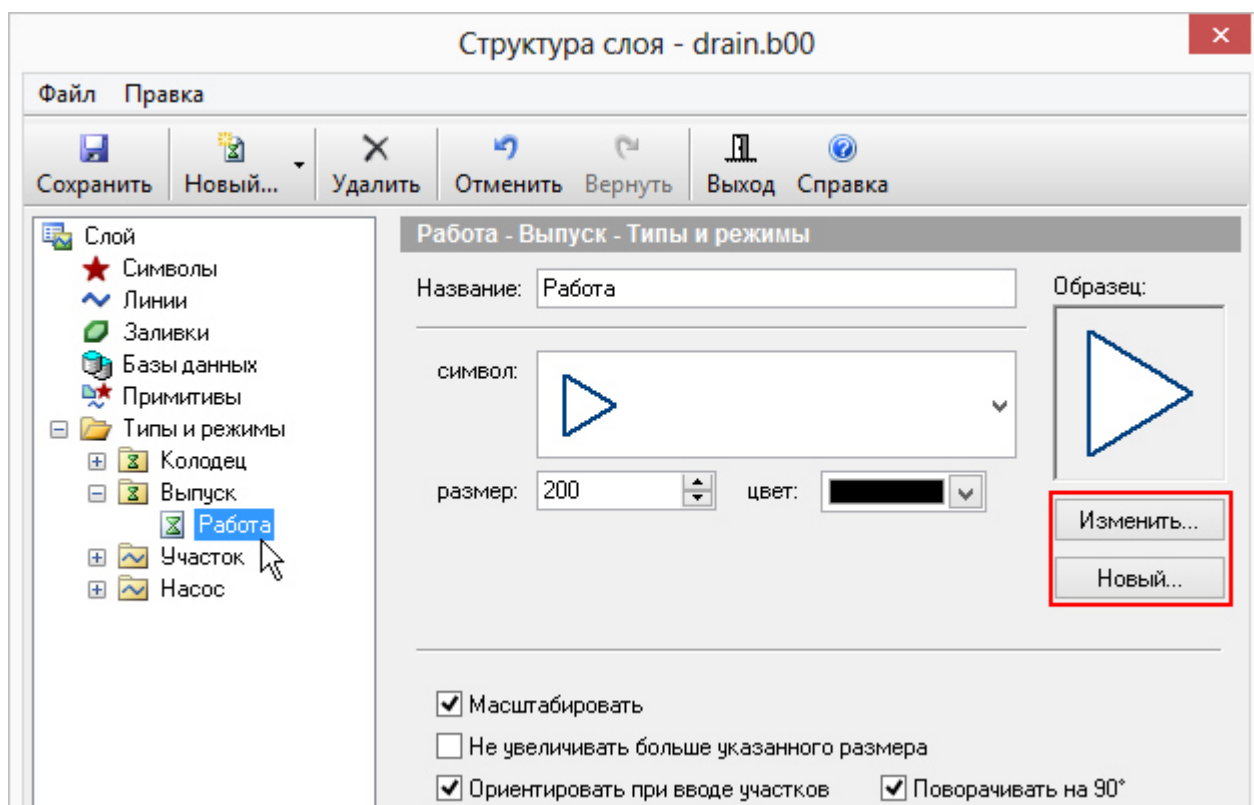 Структура слоя - drain.b00
Файл Правка
Сохранить Новый... Удалить Отменить Вернуть Выход Справка
Слой
Символы
Линии
Заливки
Базы данных
Примитивы
Типы и режимы
Колодец
Выпуск
Работа
Участок
Насос
Работа - Выпуск - Типы и режимы
Название: Работа
Образец:
символ:
размер: 200 цвет:
Изменить...
Новый...
Масштабировать
Не увеличивать больше указанного размера
Ориентировать при вводе участков Поворачивать на 90°